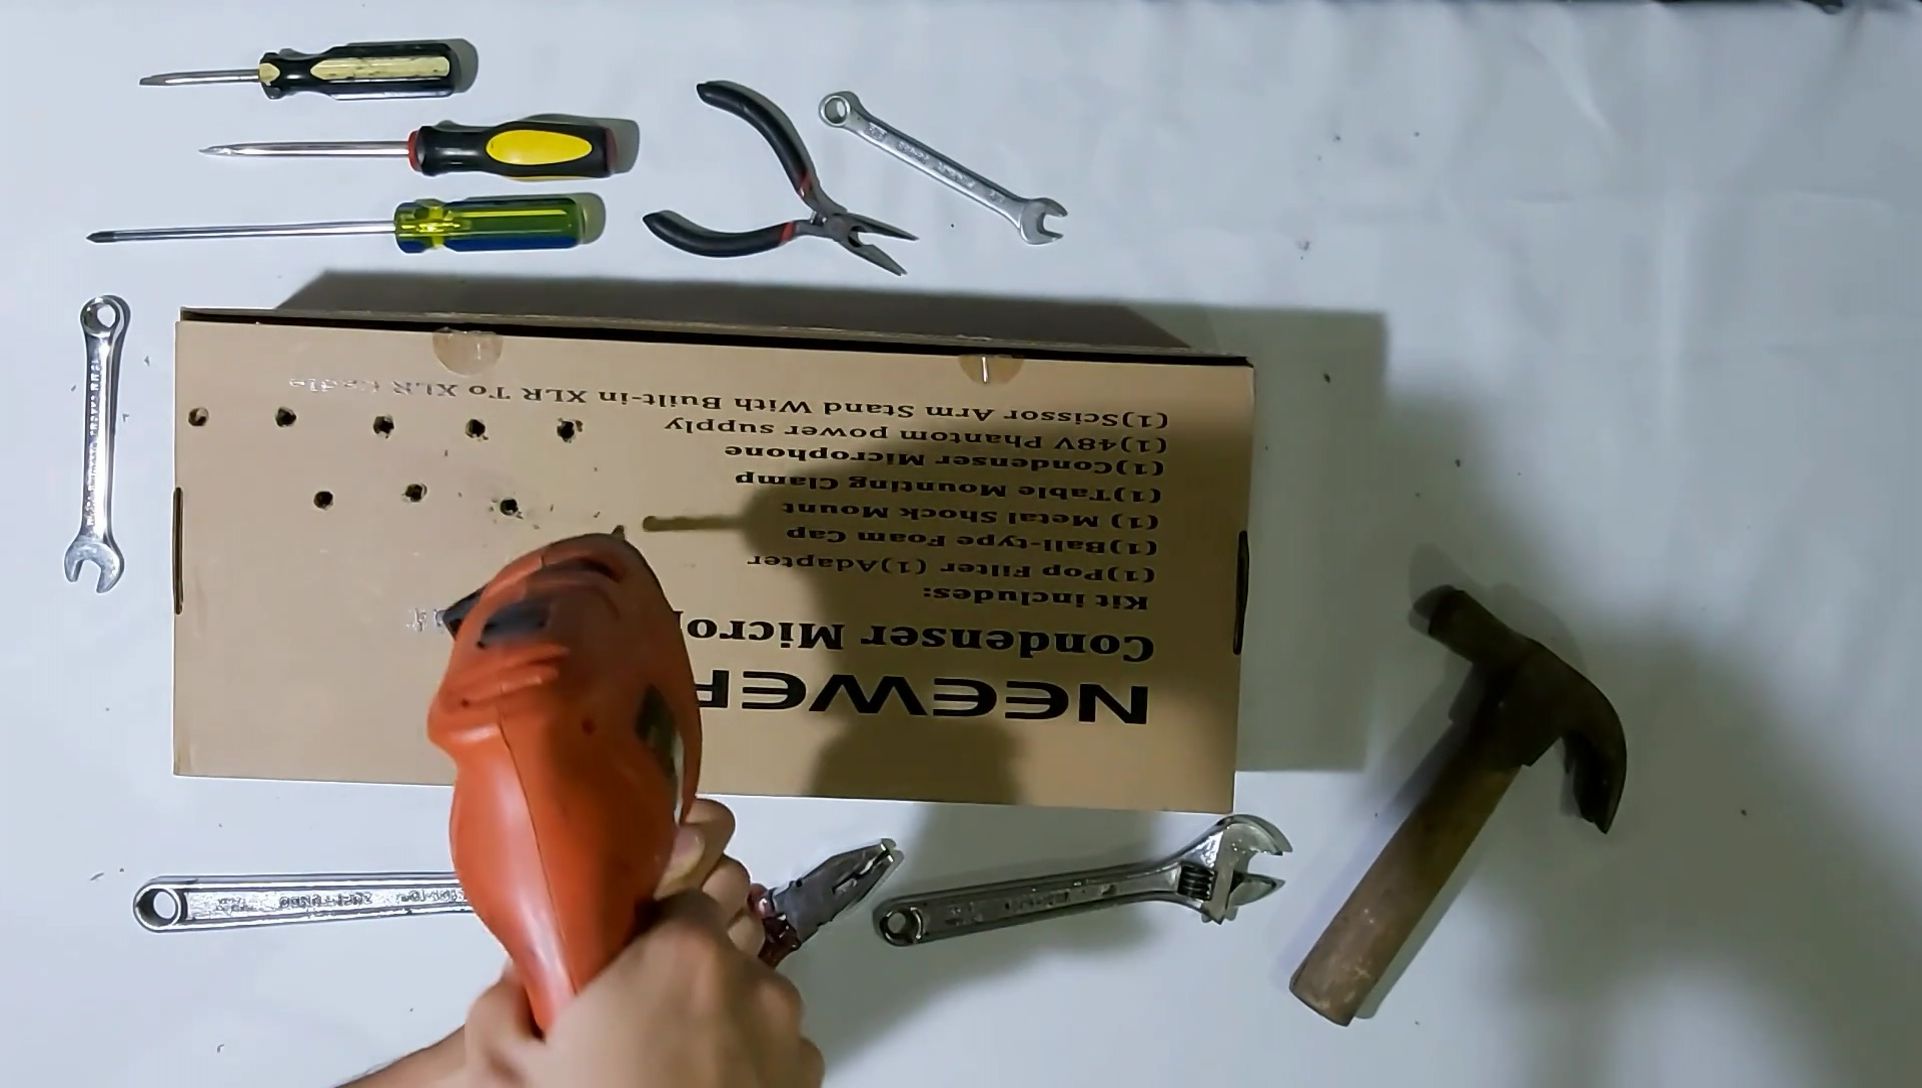 NEEWER
Condenser
Kit includes:
(1)Pop Filter (1)Adapter
(1)Ball-type Foam Cap
(1) Metal Shock Mount
(1)Table Mounting Clamp
(1)Condenser Microphone
(1)48V Phantom power supply
(1)Scissor Arm Stand With Built-in XLR To XLR Cable